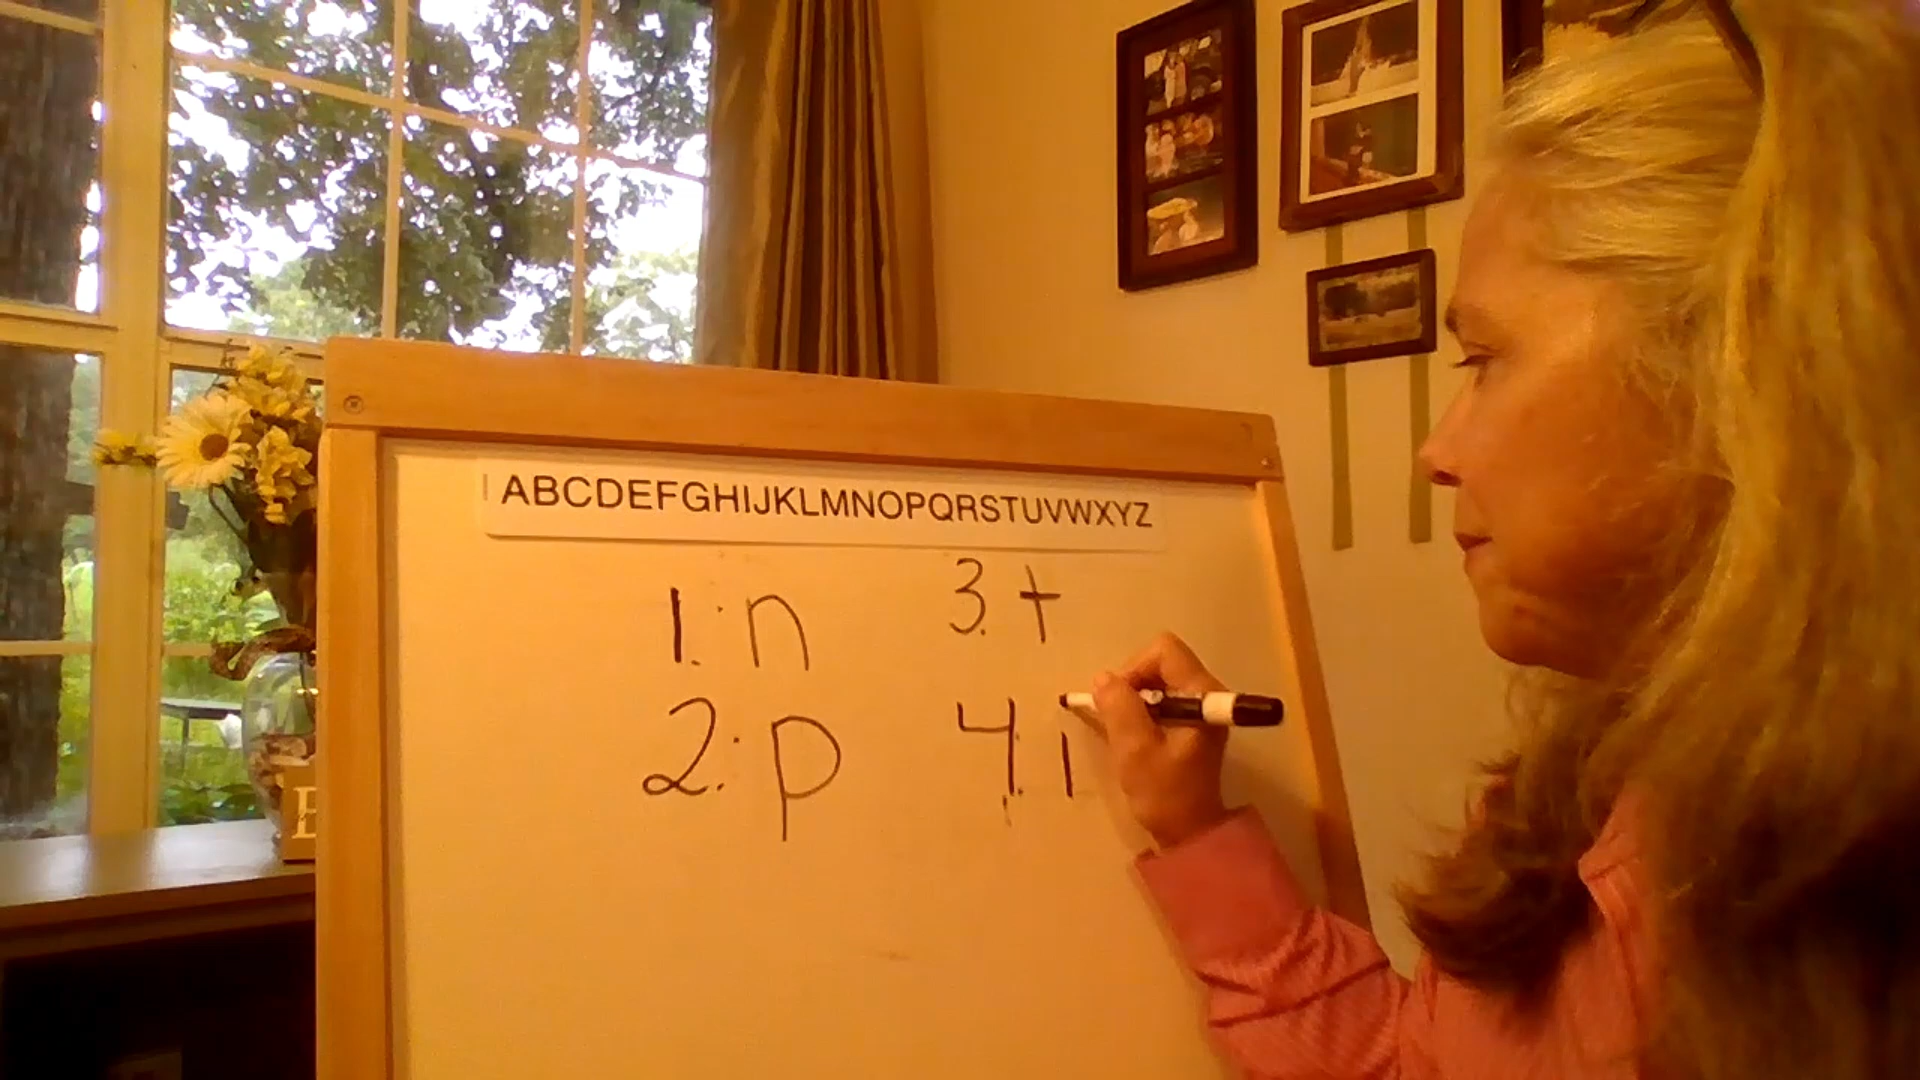 ABCDEFGHIJKLMNOPQRSTUVWXYZ
1. n
2. p
3. t
4. i